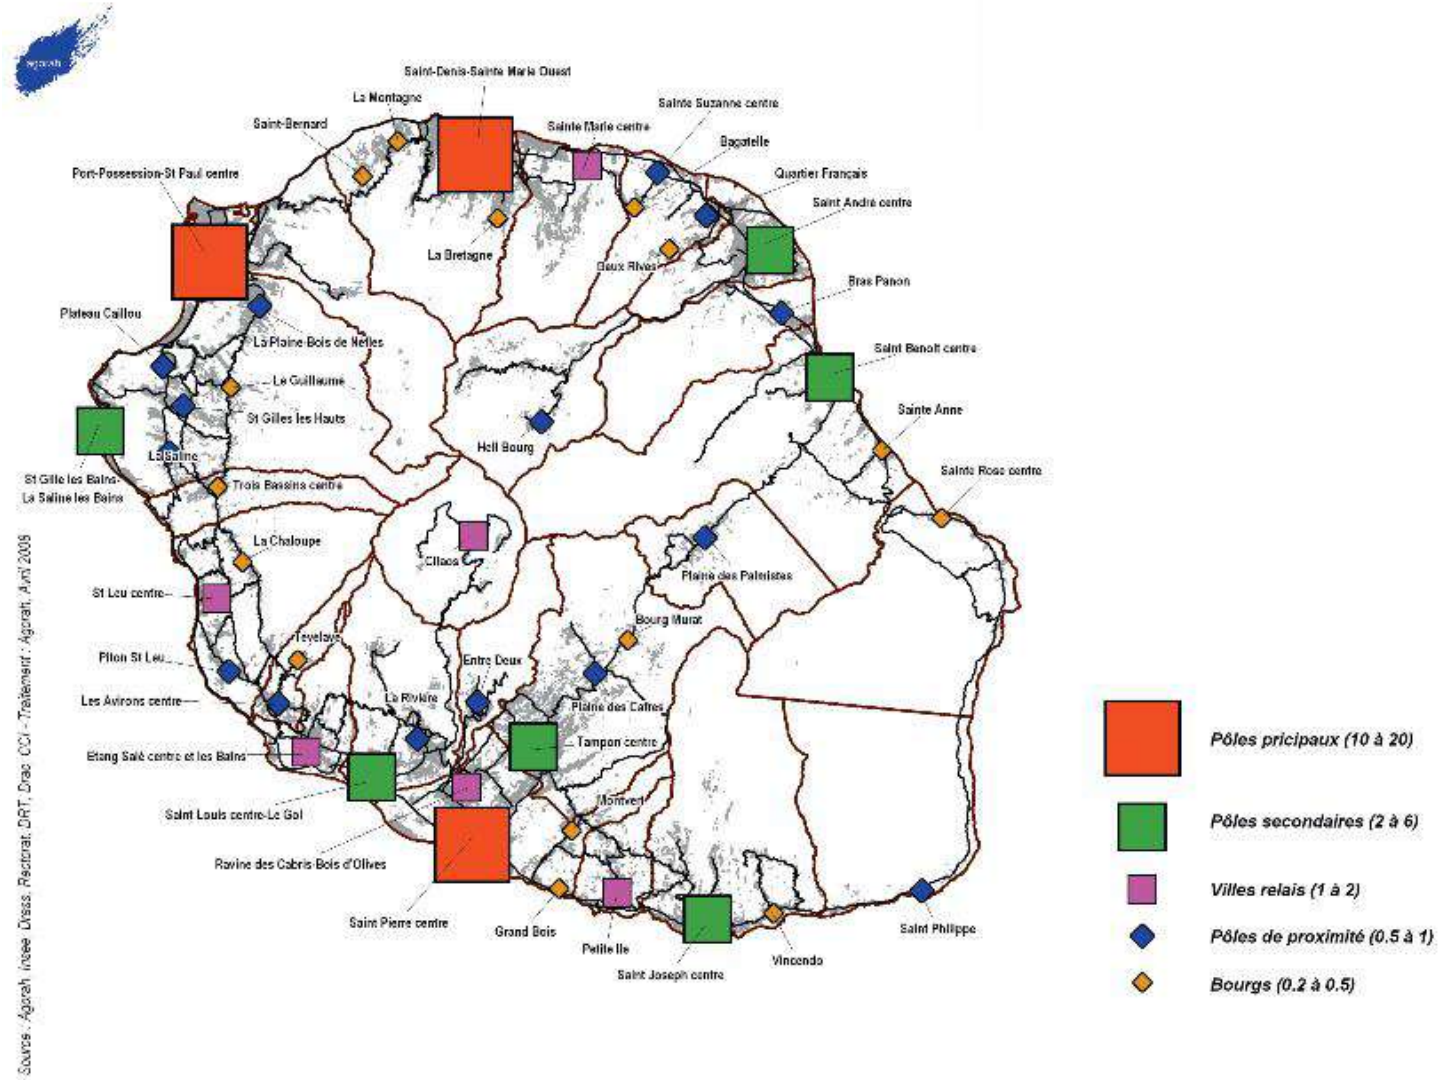 agorah
Saint-Denis-Sainte Marie Ouest
La Montagne
Sainte Suzanne centre
Saint-Bernard
Sainte Marie centre
Bagatelle
Port-Possession-St Paul centre
Quartier Français
Saint André centre
La Bretagne
Deux Rives
Bras Panon
Plateau Caillou
La Plaine-Bois de Nèfles
Saint Benoit centre
Le Guillaume
St Gilles les Hauts
Sainte Anne
Hell Bourg
La Saline
Sainte Rose centre
St Gille les Bains-
La Saline les Bains
Trois Bassins centre
La Chaloupe
Cilaos
Plaine des Palmistes
St Leu centre
Bourg Murat
Tevelave
Piton St Leu
Entre Deux
Les Avirons centre
La Rivière
Plaine des Cafres
Tampon centre
Etang Salé centre et les Bains
Saint Louis centre-Le Gol
Montvert
Ravine des Cabris-Bois d'Olives
Saint Pierre centre
Grand Bois
Petite Ile
Saint Joseph centre
Vincendo
Saint Philippe
Pôles pricipaux (10 à 20)
Pôles secondaires (2 à 6)
Villes relais (1 à 2)
Pôles de proximité (0.5 à 1)
Bourgs (0.2 à 0.5)
Source : Agorah, Insee, Drass, Rectorat, DRT, Drac, CCI - Traitement : Agorah, Avril 2009